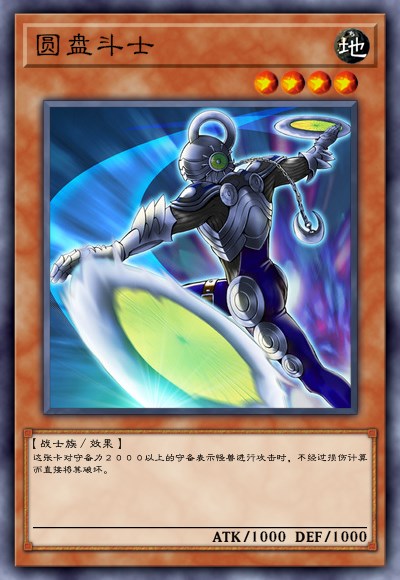 圆盘斗士
地
【战士族/效果】
这张卡对守备力2000以上的守备表示怪兽进行攻击时，不经过损伤计算
而直接将其破坏。
ATK/1000 DEF/1000